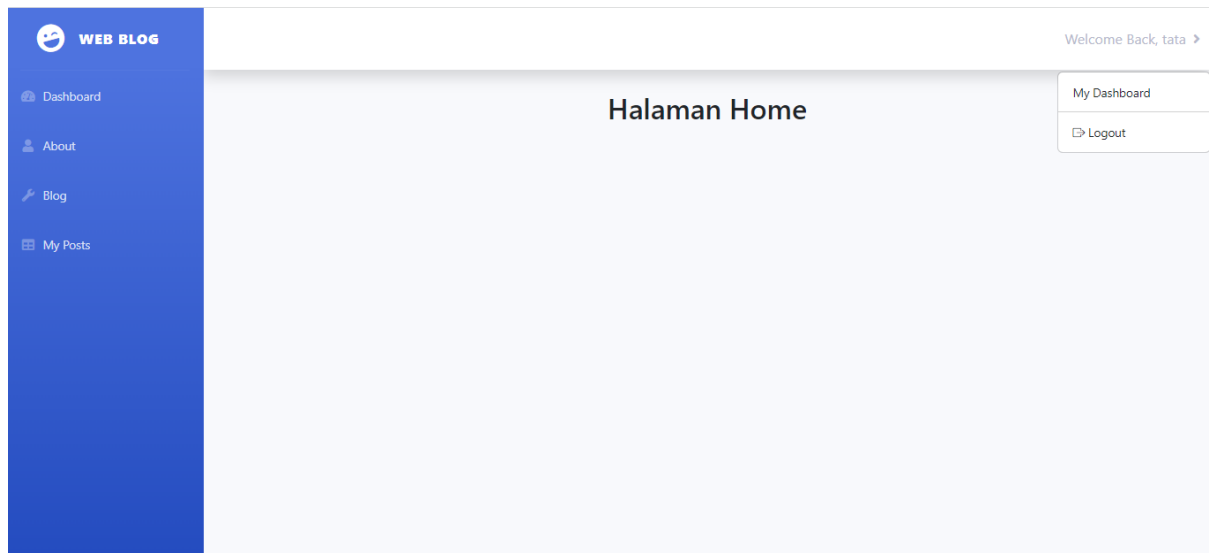 WEB BLOG
Welcome Back, tata
Dashboard
About
Blog
My Posts
Halaman Home
My Dashboard
Logout